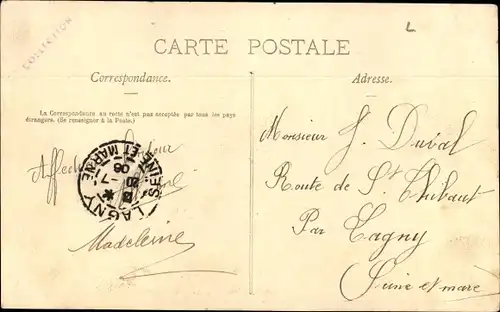 COLLECTION
L
CARTE POSTALE
Correspondance.
Adresse.
La Correspondance au verso n'est pas acceptée par tous les pays
étrangers. (Se renseigner à la Poste.)
LAGNY
SEINE ET MARNE
Madeleine
Monsieur J. Duval
Route de St Thibaut
Par Lagny
Seine et marne